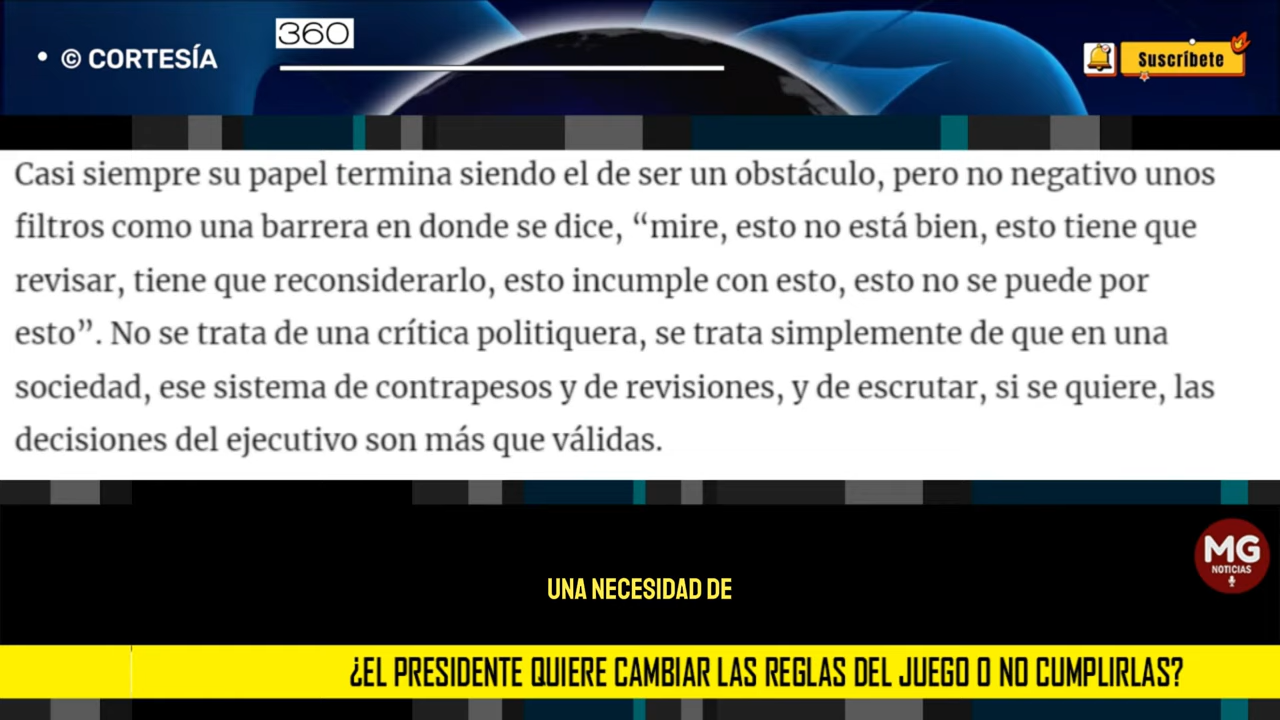 • © CORTESÍA
360
Suscríbete
Casi siempre su papel termina siendo el de ser un obstáculo, pero no negativo unos
filtros como una barrera en donde se dice, “mire, esto no está bien, esto tiene que
revisar, tiene que reconsiderarlo, esto incumple con esto, esto no se puede por
esto”. No se trata de una crítica politiquera, se trata simplemente de que en una
sociedad, ese sistema de contrapesos y de revisiones, y de escrutar, si se quiere, las
decisiones del ejecutivo son más que válidas.
MG
NOTICIAS
UNA NECESIDAD DE
¿EL PRESIDENTE QUIERE CAMBIAR LAS REGLAS DEL JUEGO O NO CUMPLIRLAS?